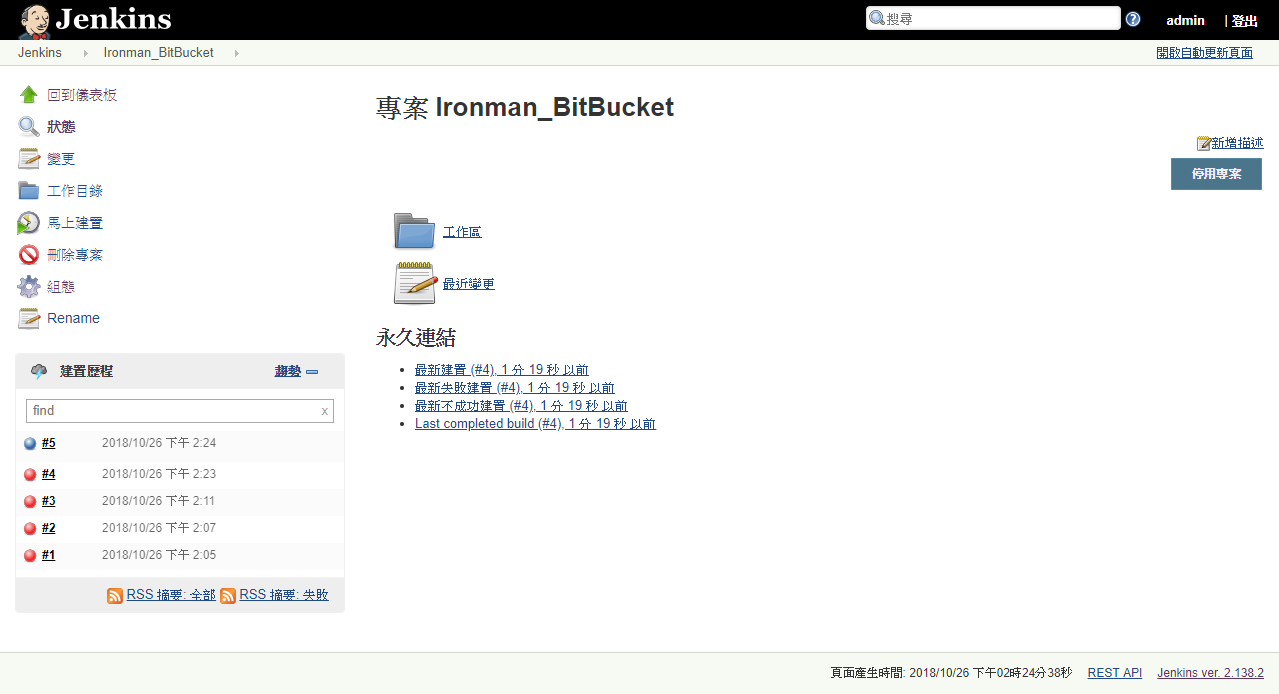 Jenkins
搜尋
admin
| 登出
Jenkins
Ironman_BitBucket
開啟自動更新頁面
回到儀表板
狀態
變更
工作目錄
馬上建置
刪除專案
組態
Rename
建置歷程
趨勢
find
x
#5 2018/10/26 下午 2:24
#4 2018/10/26 下午 2:23
#3 2018/10/26 下午 2:11
#2 2018/10/26 下午 2:07
#1 2018/10/26 下午 2:05
RSS 摘要: 全部 RSS 摘要: 失敗
專案 Ironman_BitBucket
新增描述
停用專案
工作區
最近變更
永久連結
最新建置 (#4), 1 分 19 秒 以前
最新失敗建置 (#4), 1 分 19 秒 以前
最新不成功建置 (#4), 1 分 19 秒 以前
Last completed build (#4), 1 分 19 秒 以前
頁面產生時間: 2018/10/26 下午02時24分38秒 REST API Jenkins ver. 2.138.2